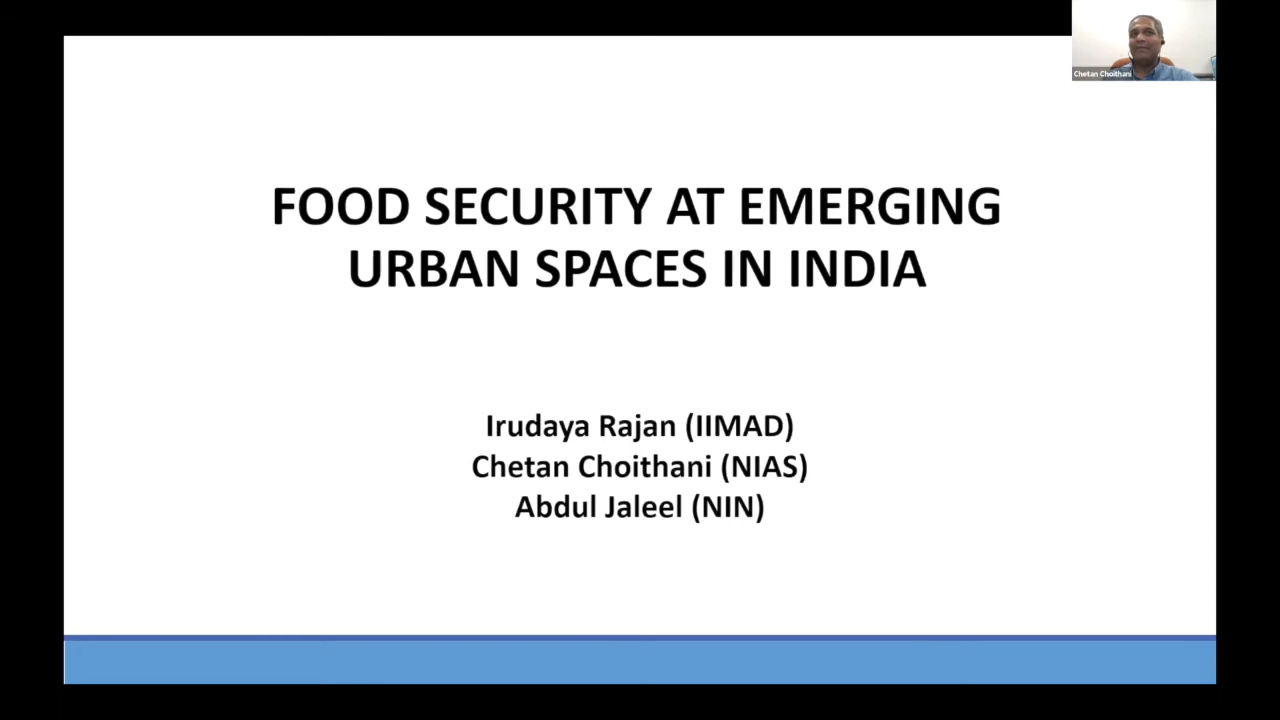 Chetan Choithani
FOOD SECURITY AT EMERGING
URBAN SPACES IN INDIA
Irudaya Rajan (IIMAD)
Chetan Choithani (NIAS)
Abdul Jaleel (NIN)